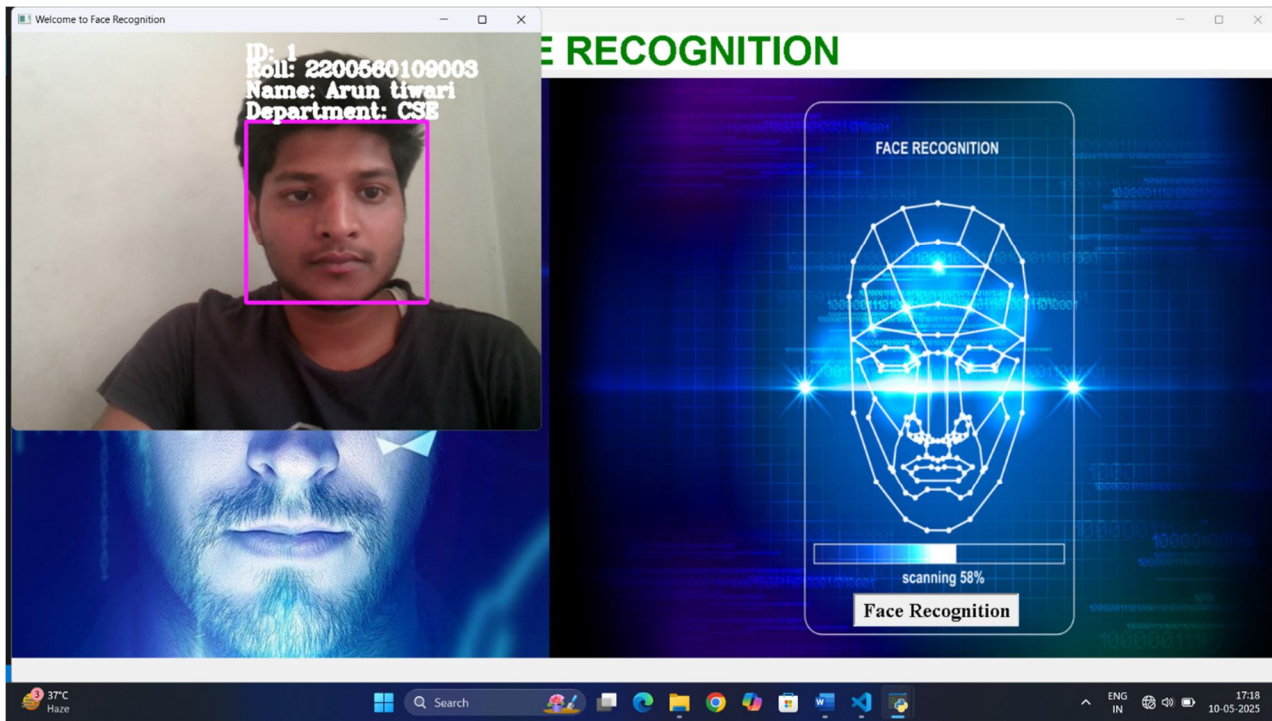 Welcome to Face Recognition
E RECOGNITION
ID: 1
Roll: 2200560109003
Name: Arun tiwari
Department: CSE
FACE RECOGNITION
scanning 58%
Face Recognition
3
37°C
Haze
Search
ENG
IN
17:18
10-05-2025